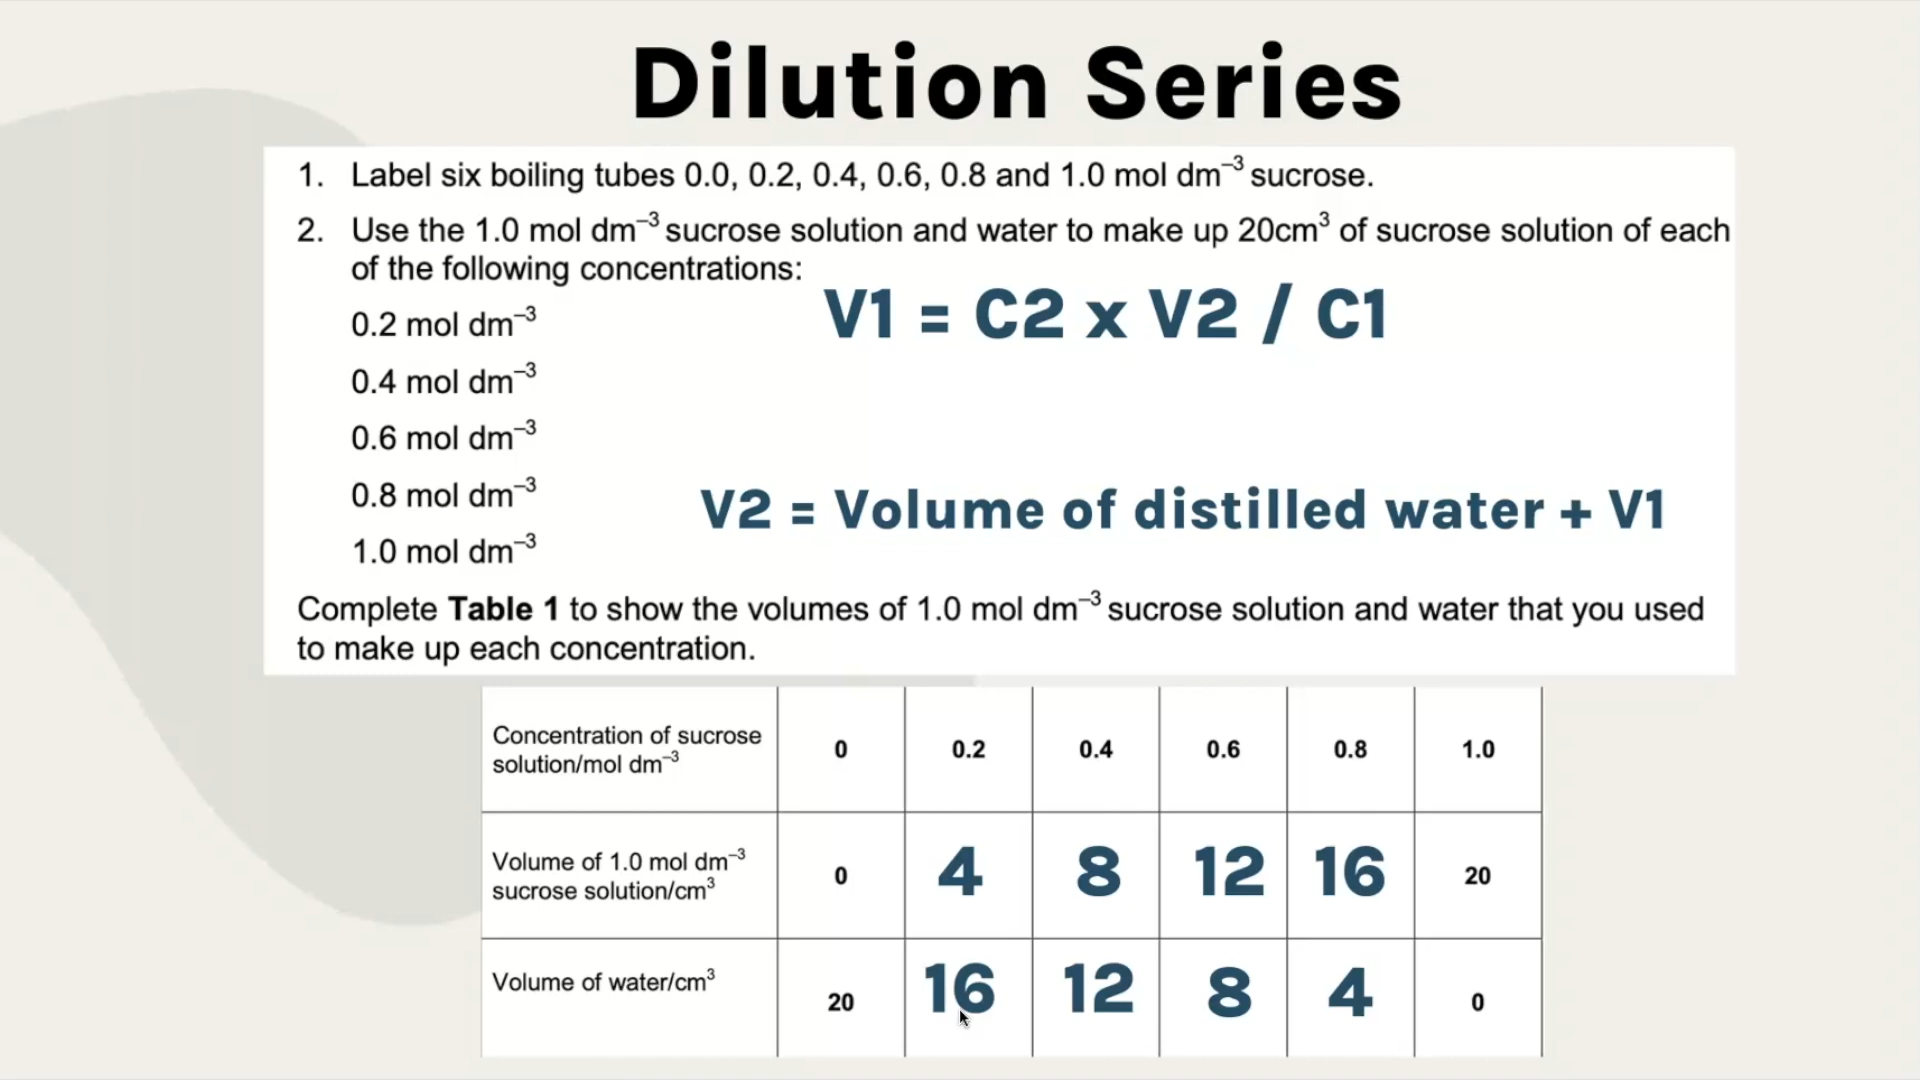 Dilution Series
1. Label six boiling tubes 0.0, 0.2, 0.4, 0.6, 0.8 and 1.0 mol dm⁻³ sucrose.
2. Use the 1.0 mol dm⁻³ sucrose solution and water to make up 20cm³ of sucrose solution of each
of the following concentrations:
V1 = C2 x V2 / C1
0.2 mol dm⁻³
0.4 mol dm⁻³
0.6 mol dm⁻³
0.8 mol dm⁻³
V2 = Volume of distilled water + V1
1.0 mol dm⁻³
Complete Table 1 to show the volumes of 1.0 mol dm⁻³ sucrose solution and water that you used
to make up each concentration.
Concentration of sucrose
solution/mol dm⁻³
0 0.2 0.4 0.6 0.8 1.0
Volume of 1.0 mol dm⁻³
sucrose solution/cm³
0 4 8 12 16 20
Volume of water/cm³
20 16 12 8 4 0